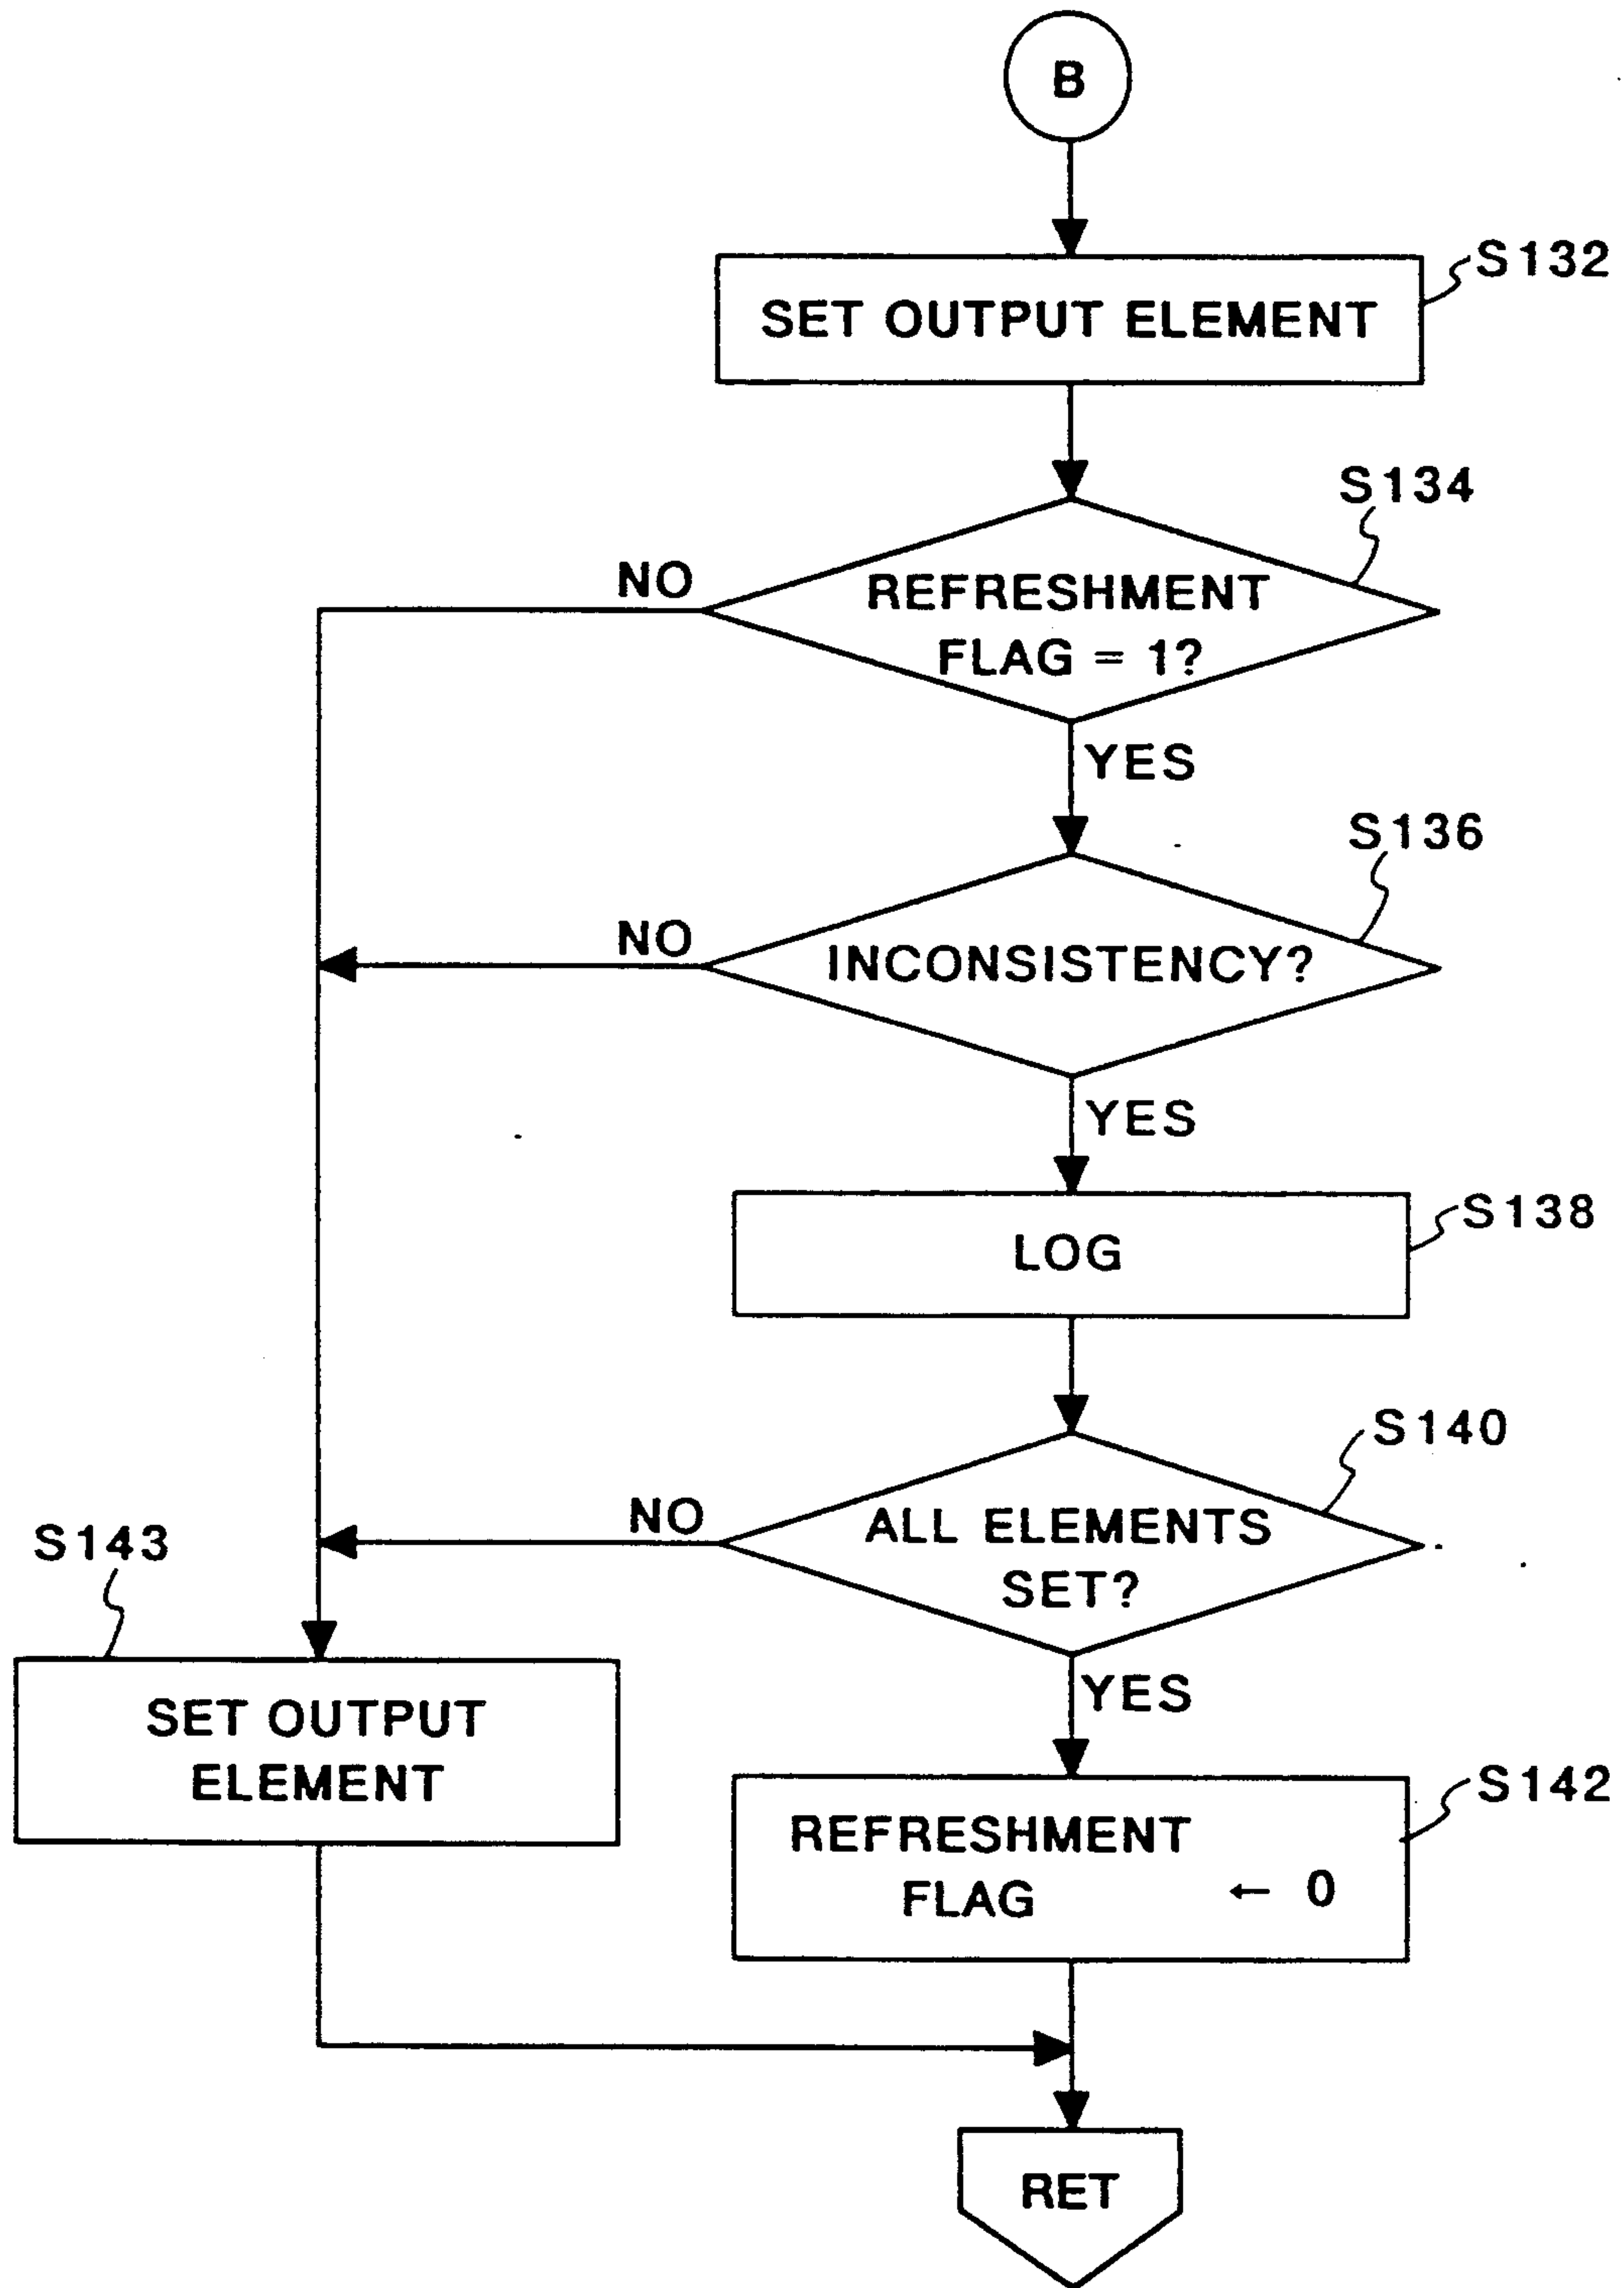 B
S132
SET OUTPUT ELEMENT
S134
NO
REFRESHMENT
FLAG = 1?
YES
S136
NO
INCONSISTENCY?
YES
S138
LOG
S140
NO
ALL ELEMENTS
SET?
S143
YES
SET OUTPUT
ELEMENT
S142
REFRESHMENT
FLAG ← 0
RET